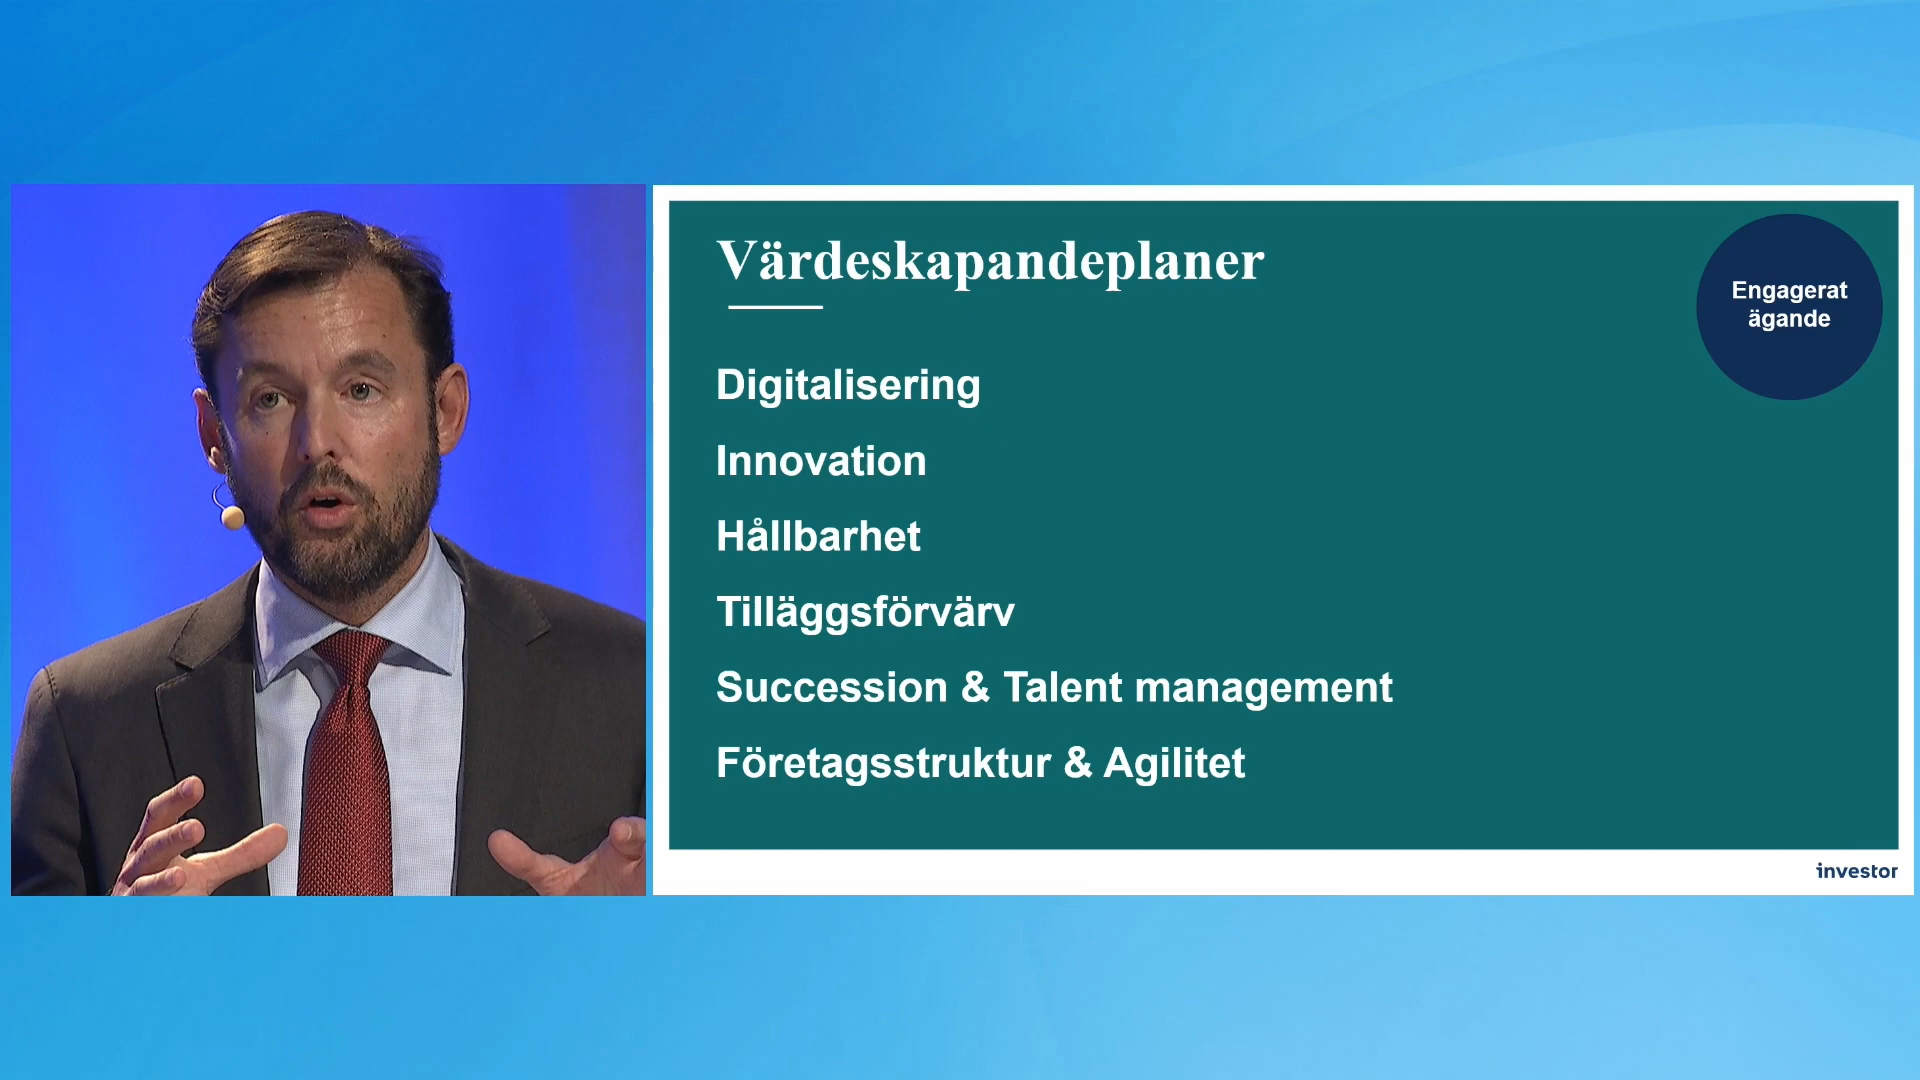 Värdeskapandeplaner
Engagerat
ägande
Digitalisering
Innovation
Hållbarhet
Tilläggsförvärv
Succession & Talent management
Företagsstruktur & Agilitet
investor